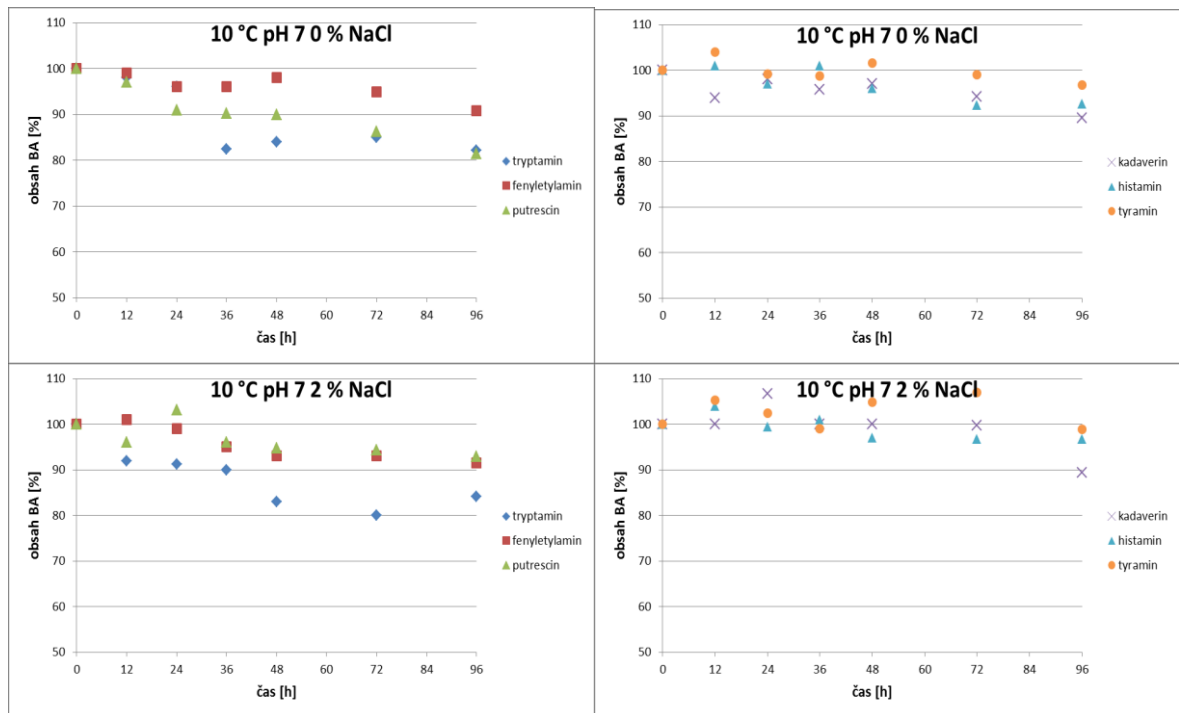 10 °C pH 7 0 % NaCl
obsah BA [%]
110
100
90
80
70
60
50
0 12 24 36 48 60 72 84 96
čas [h]
tryptamin
fenyletylamin
putrescin
10 °C pH 7 0 % NaCl
obsah BA [%]
110
100
90
80
70
60
50
0 12 24 36 48 60 72 84 96
čas [h]
kadaverin
histamin
tyramin
10 °C pH 7 2 % NaCl
obsah BA [%]
110
100
90
80
70
60
50
0 12 24 36 48 60 72 84 96
čas [h]
tryptamin
fenyletylamin
putrescin
10 °C pH 7 2 % NaCl
obsah BA [%]
110
100
90
80
70
60
50
0 12 24 36 48 60 72 84 96
čas [h]
kadaverin
histamin
tyramin